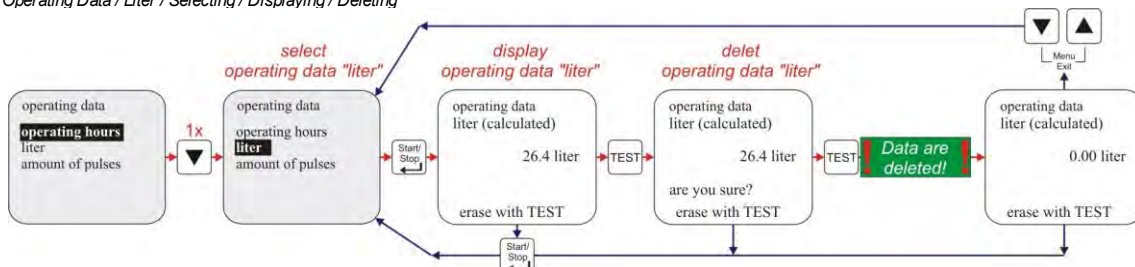 Operating Data / Liter / Selecting / Displaying / Deleting
select
operating data "liter"
display
operating data "liter"
delet
operating data "liter"
Menu
Exit
operating data
operating hours
liter
amount of pulses
1x
operating data
operating hours
liter
amount of pulses
Start/
Stop
operating data
liter (calculated)
26.4 liter
erase with TEST
TEST
operating data
liter (calculated)
26.4 liter
are you sure?
erase with TEST
TEST
! Data are !
deleted!
operating data
liter (calculated)
0.00 liter
Start/
Stop